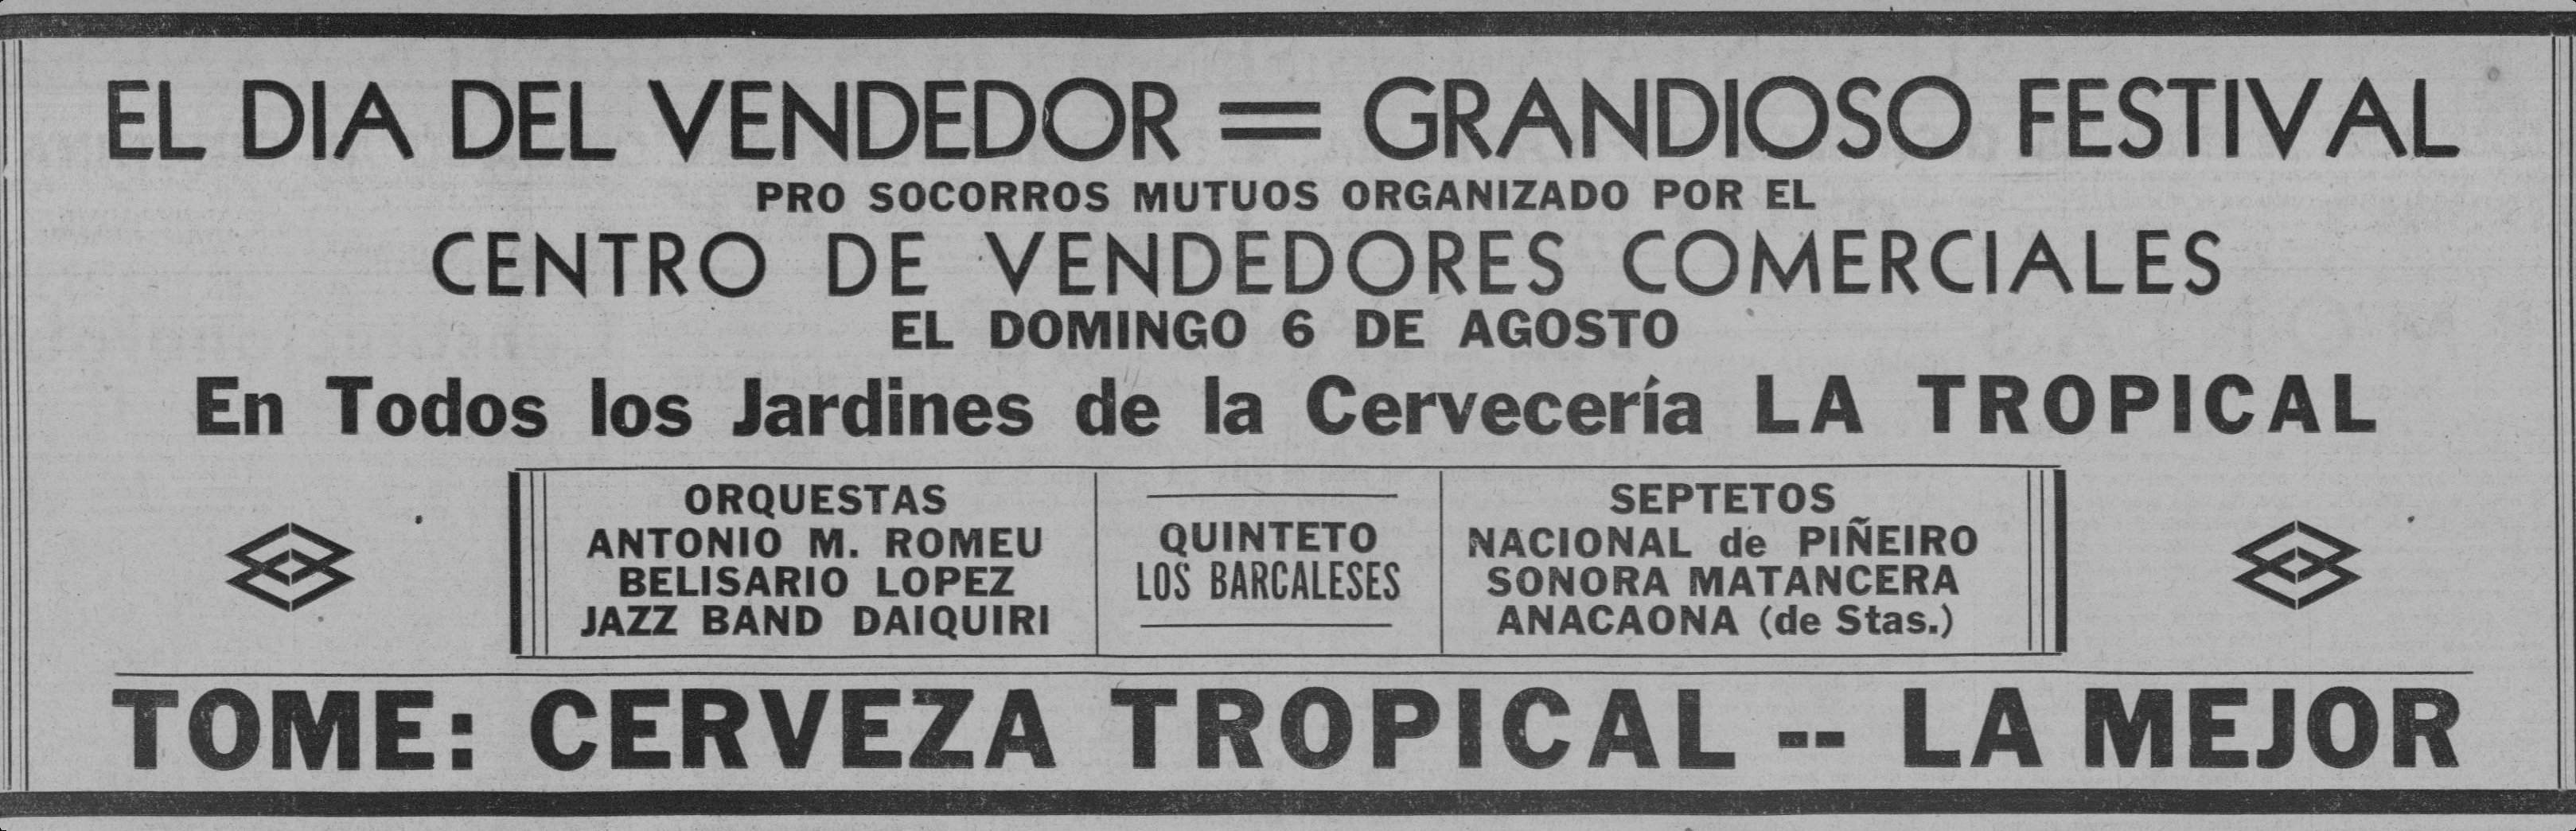 EL DIA DEL VENDEDOR = GRANDIOSO FESTIVAL
PRO SOCORROS MUTUOS ORGANIZADO POR EL
CENTRO DE VENDEDORES COMERCIALES
EL DOMINGO 6 DE AGOSTO
En Todos los Jardines de la Cervecería LA TROPICAL
ORQUESTAS
ANTONIO M. ROMEU
BELISARIO LOPEZ
JAZZ BAND DAIQUIRI
QUINTETO
LOS BARCALESES
SEPTETOS
NACIONAL de PIÑEIRO
SONORA MATANCERA
ANACAONA (de Stas.)
TOME: CERVEZA TROPICAL -- LA MEJOR